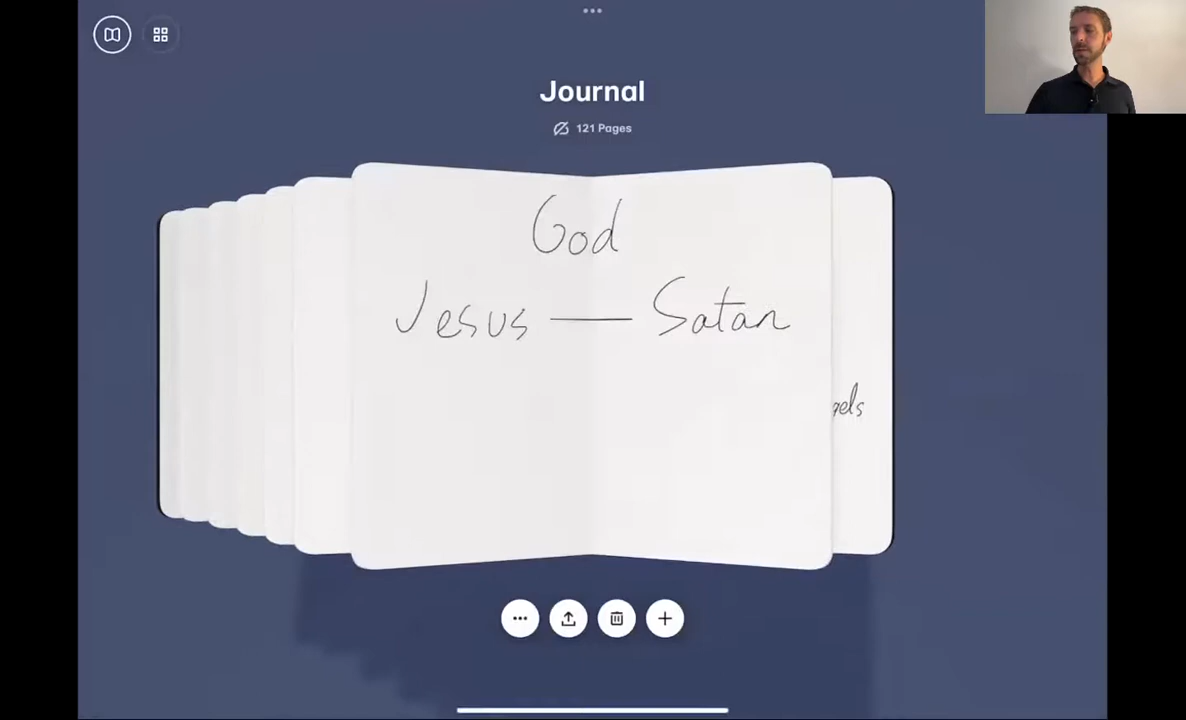 Journal
121 Pages
God
Jesus — Satan